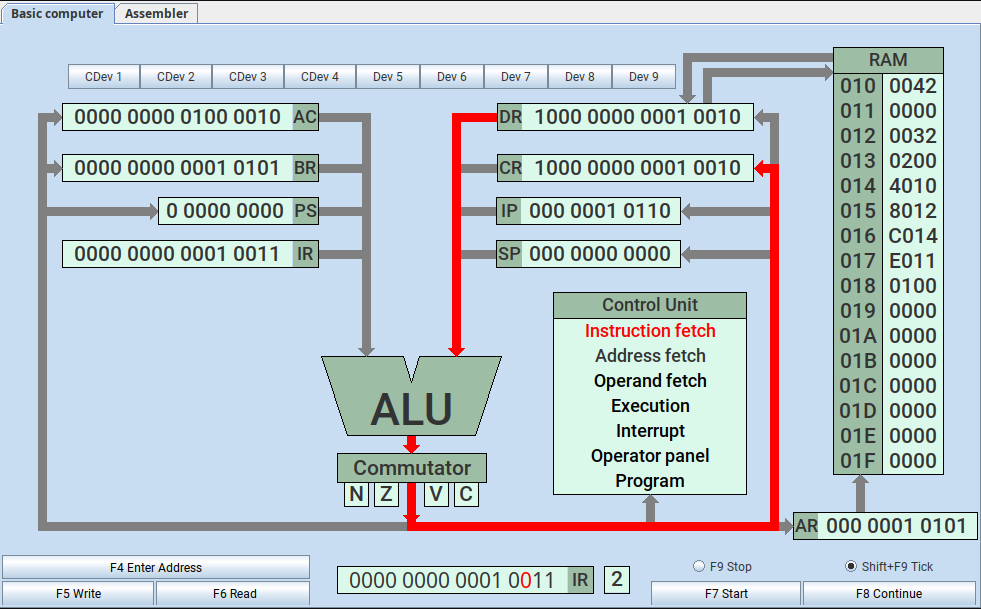 Basic computer Assembler
CDev 1 CDev 2 CDev 3 CDev 4 Dev 5 Dev 6 Dev 7 Dev 8 Dev 9
0000 0000 0100 0010 AC
0000 0000 0001 0101 BR
0 0000 0000 PS
0000 0000 0001 0011 IR
DR 1000 0000 0001 0010
CR 1000 0000 0001 0010
IP 000 0001 0110
SP 000 0000 0000
RAM
010 0042
011 0000
012 0032
013 0200
014 4010
015 8012
016 C014
017 E011
018 0100
019 0000
01A 0000
01B 0000
01C 0000
01D 0000
01E 0000
01F 0000
Control Unit
Instruction fetch
Address fetch
Operand fetch
Execution
Interrupt
Operator panel
Program
ALU
Commutator
N Z V C
AR 000 0001 0101
F4 Enter Address
F5 Write F6 Read
0000 0000 0001 0011 IR 2
F9 Stop Shift+F9 Tick
F7 Start F8 Continue